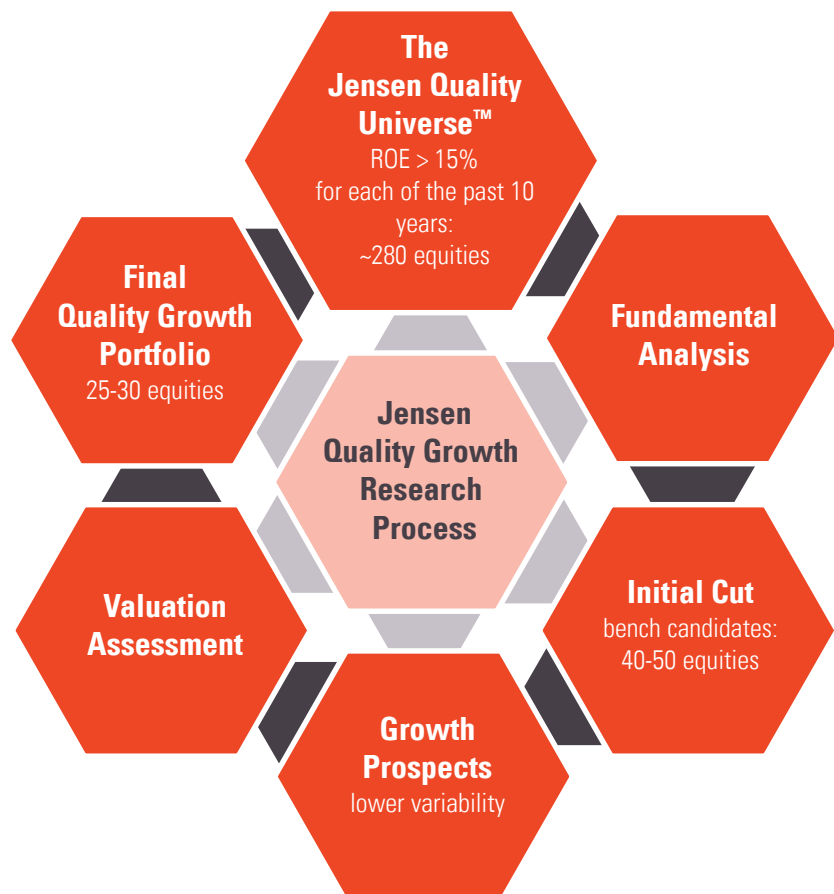 The
Jensen Quality
Universe™
ROE > 15%
for each of the past 10
years:
~280 equities
Fundamental
Analysis
Initial Cut
bench candidates:
40-50 equities
Growth
Prospects
lower variability
Valuation
Assessment
Final
Quality Growth
Portfolio
25-30 equities
Jensen
Quality Growth
Research
Process